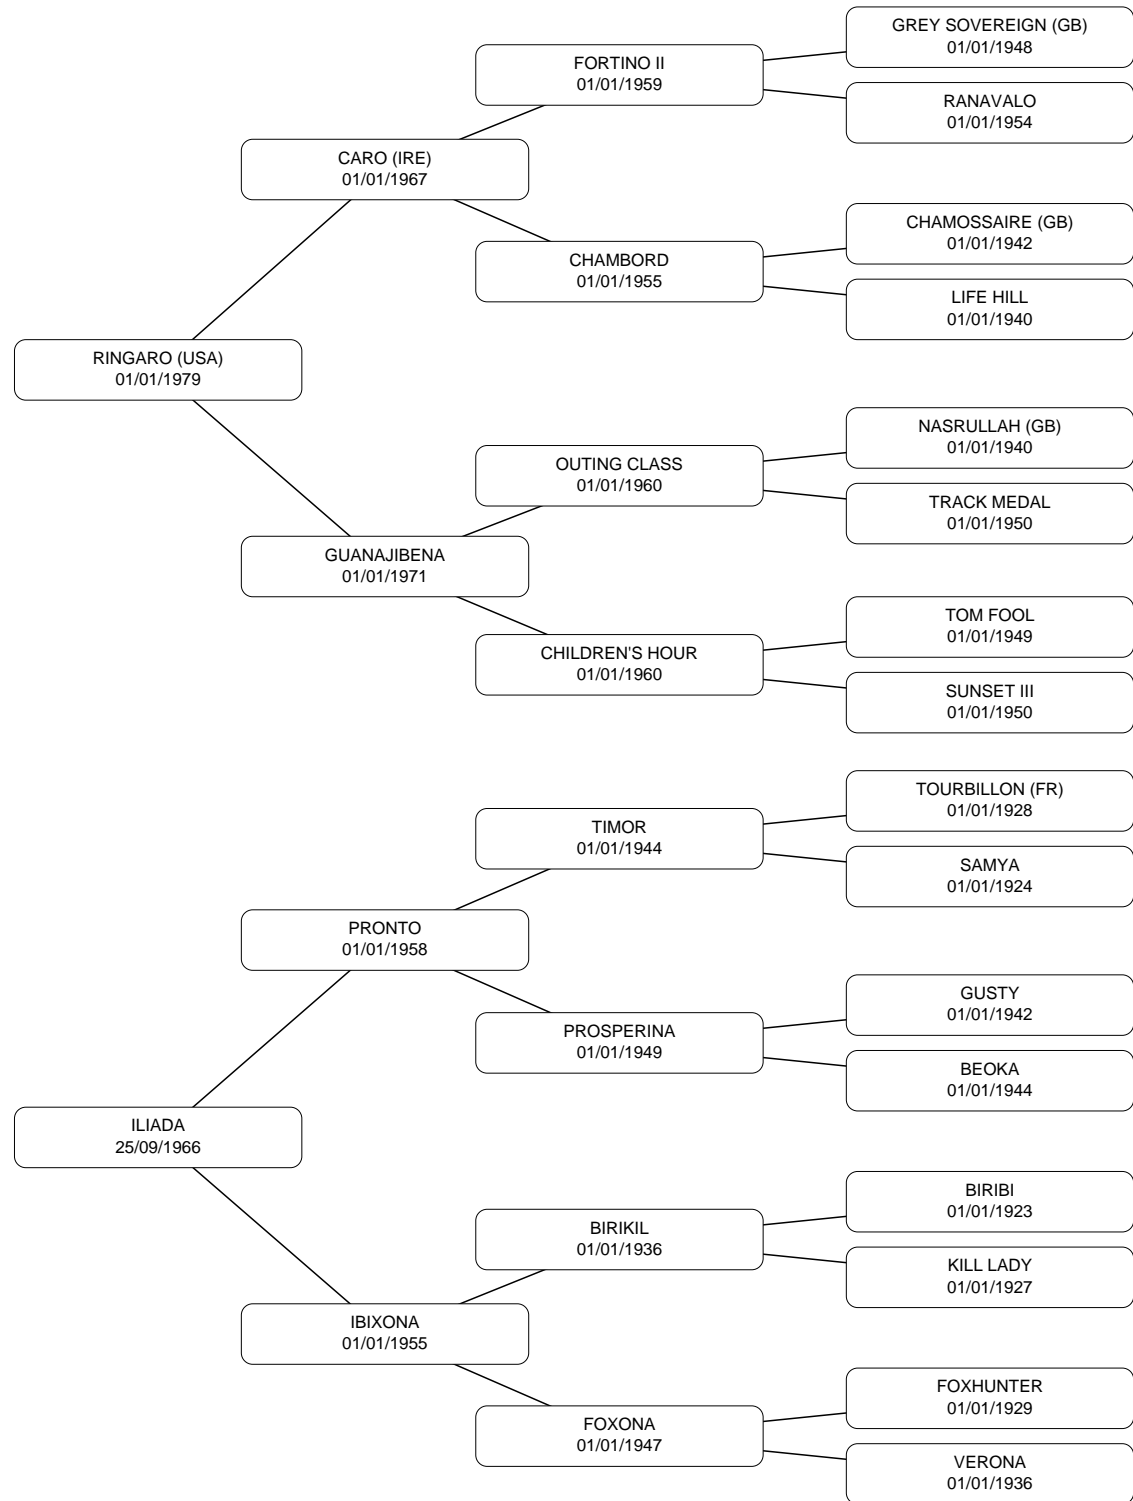 GREY SOVEREIGN (GB)
01/01/1948
FORTINO II
01/01/1959
RANAVALO
01/01/1954
CARO (IRE)
01/01/1967
CHAMOSSAIRE (GB)
01/01/1942
CHAMBORD
01/01/1955
LIFE HILL
01/01/1940
RINGARO (USA)
01/01/1979
NASRULLAH (GB)
01/01/1940
OUTING CLASS
01/01/1960
TRACK MEDAL
01/01/1950
GUANAJIBENA
01/01/1971
TOM FOOL
01/01/1949
CHILDREN'S HOUR
01/01/1960
SUNSET III
01/01/1950
TOURBILLON (FR)
01/01/1928
TIMOR
01/01/1944
SAMYA
01/01/1924
PRONTO
01/01/1958
GUSTY
01/01/1942
PROSPERINA
01/01/1949
BEOKA
01/01/1944
ILIADA
25/09/1966
BIRIBI
01/01/1923
BIRIKIL
01/01/1936
KILL LADY
01/01/1927
IBIXONA
01/01/1955
FOXHUNTER
01/01/1929
FOXONA
01/01/1947
VERONA
01/01/1936